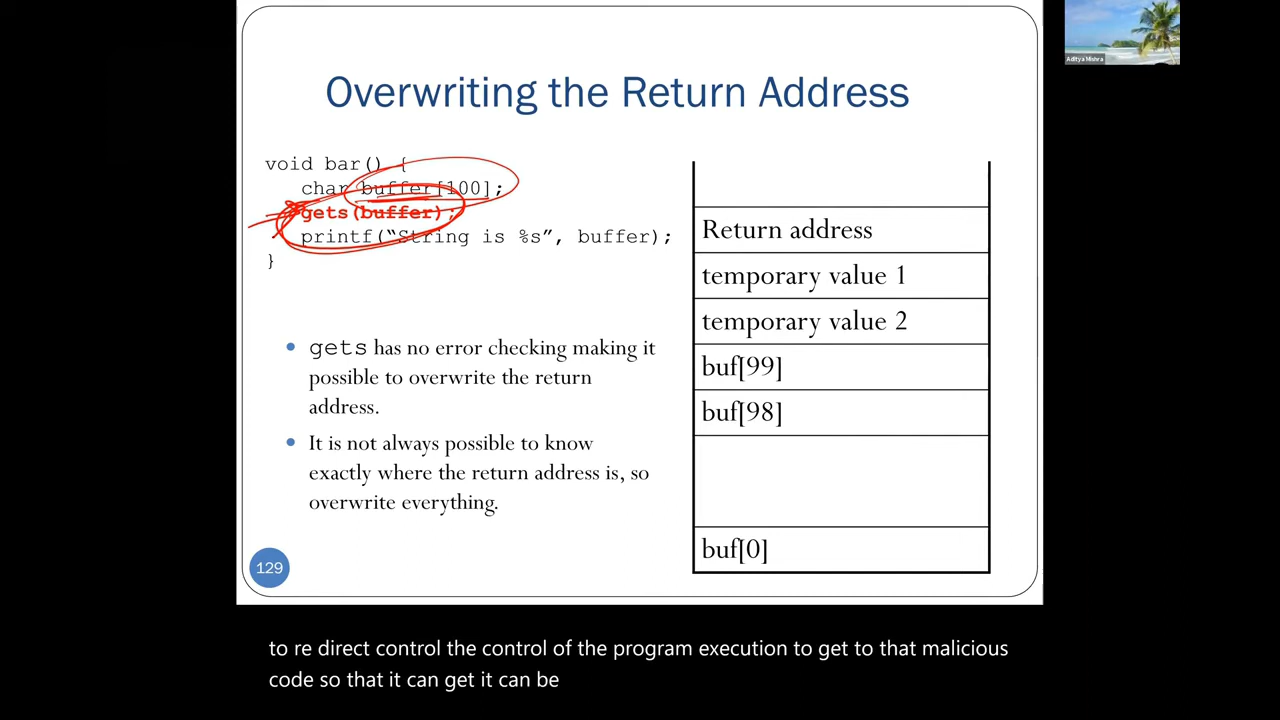 Aditya Mishra
Overwriting the Return Address
void bar() {
char buffer[100];
gets(buffer);
printf(“String is %s”, buffer);
}
• gets has no error checking making it
possible to overwrite the return
address.
• It is not always possible to know
exactly where the return address is, so
overwrite everything.
Return address
temporary value 1
temporary value 2
buf[99]
buf[98]
buf[0]
129
to re direct control the control of the program execution to get to that malicious
code so that it can get it can be